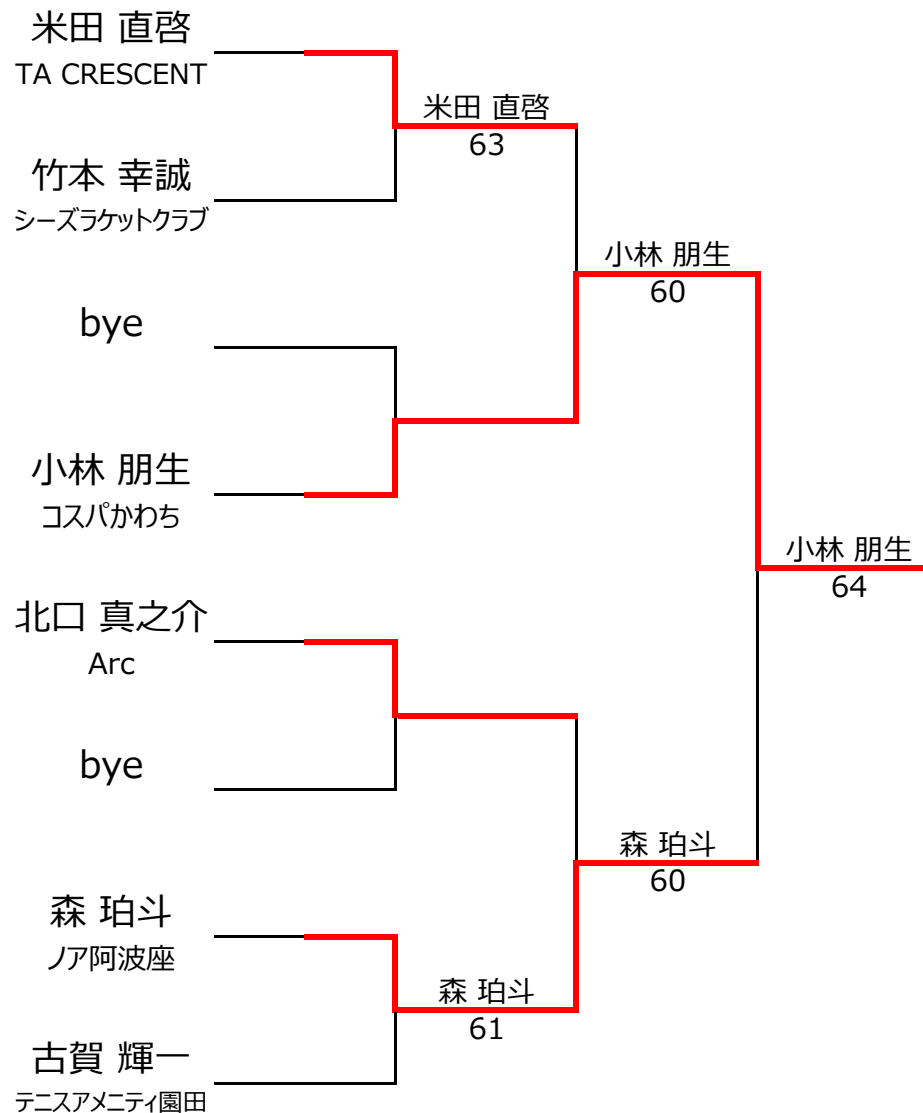 米田 直啓
TA CRESCENT
竹本 幸誠
シーズラケットクラブ
bye
小林 朋生
コスパかわち
北口 真之介
Arc
bye
森 珀斗
ノア阿波座
古賀 輝一
テニスアメニティ園田
米田 直啓
63
森 珀斗
61
小林 朋生
60
森 珀斗
60
小林 朋生
64